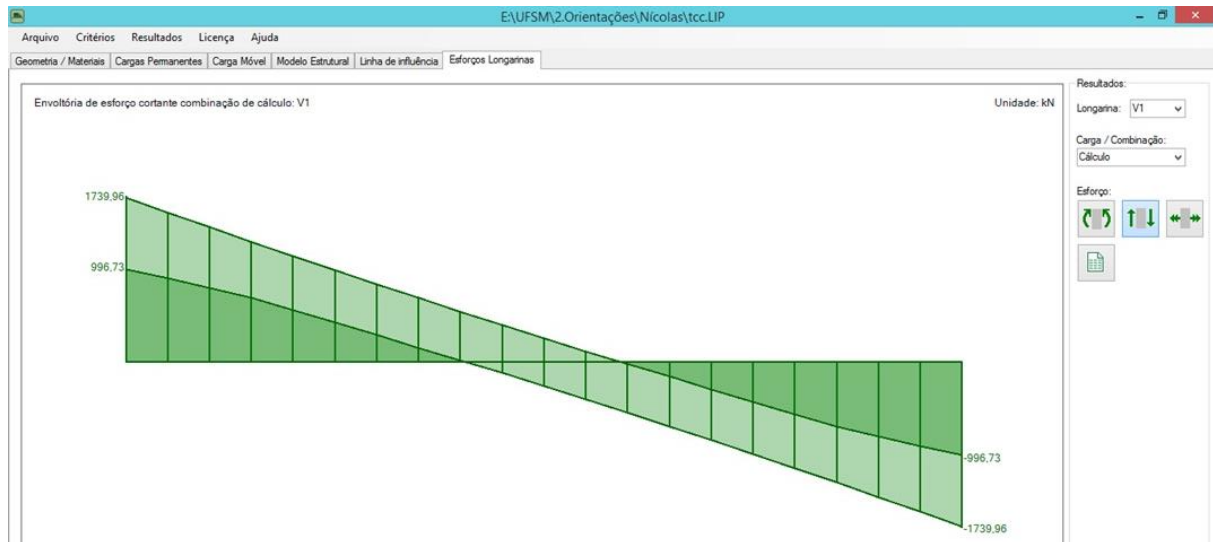 E:\UFSM\2.Orientações\Nícolas\tcc.LIP
Arquivo Critérios Resultados Licença Ajuda
Geometria / Materiais Cargas Permanentes Carga Móvel Modelo Estrutural Linha de influência Esforços Longarinas
Envoltória de esforço cortante combinação de cálculo: V1
Unidade: kN
1739,96
996,73
-996,73
-1739,96
Resultados:
Longarina: V1
Carga / Combinação:
Cálculo
Esforço: